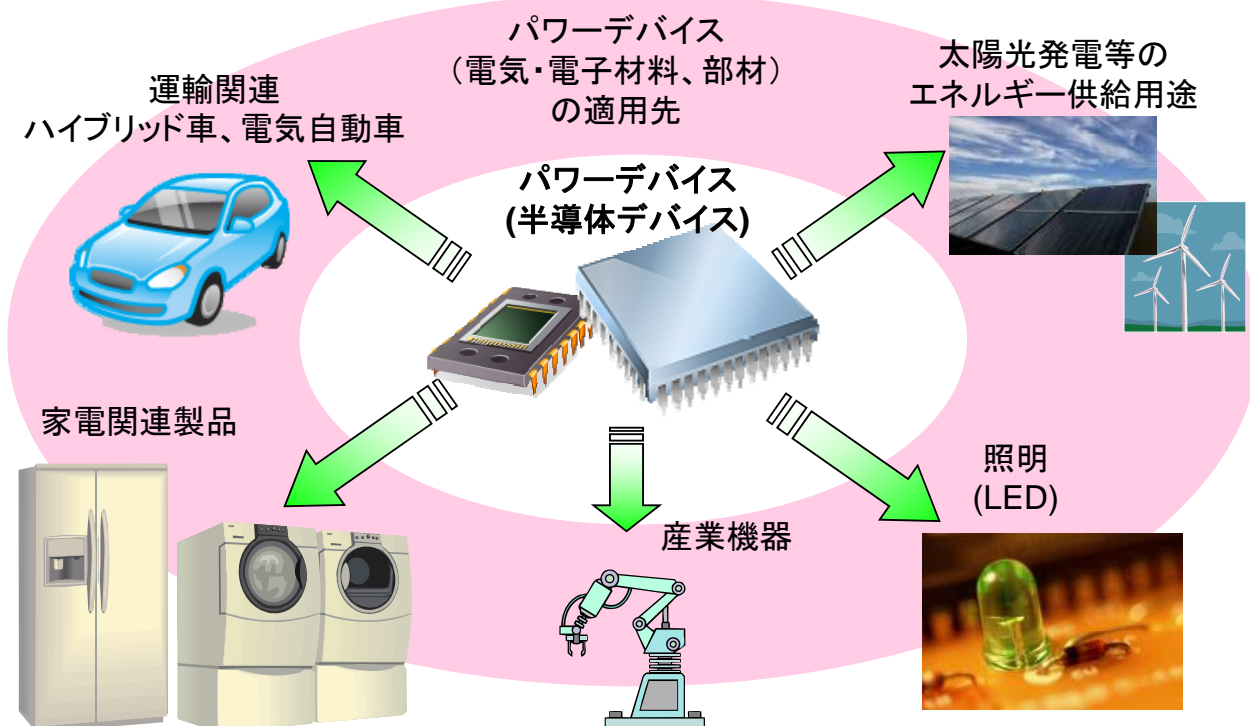 パワーデバイス
（電気・電子材料、部材）
の適用先
運輸関連
ハイブリッド車、電気自動車
太陽光発電等の
エネルギー供給用途
パワーデバイス
(半導体デバイス)
家電関連製品
産業機器
照明
(LED)